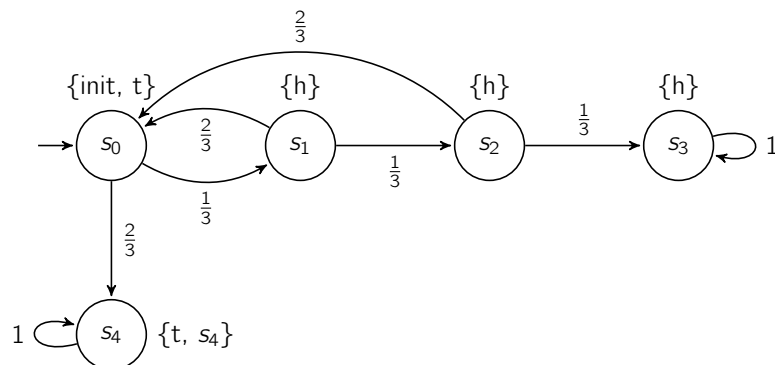 2/3
{init, t} {h} {h} {h}
2/3 1/3
s0 s1 s2 s3 1
1/3 1/3
2/3
1 s4 {t, s4}